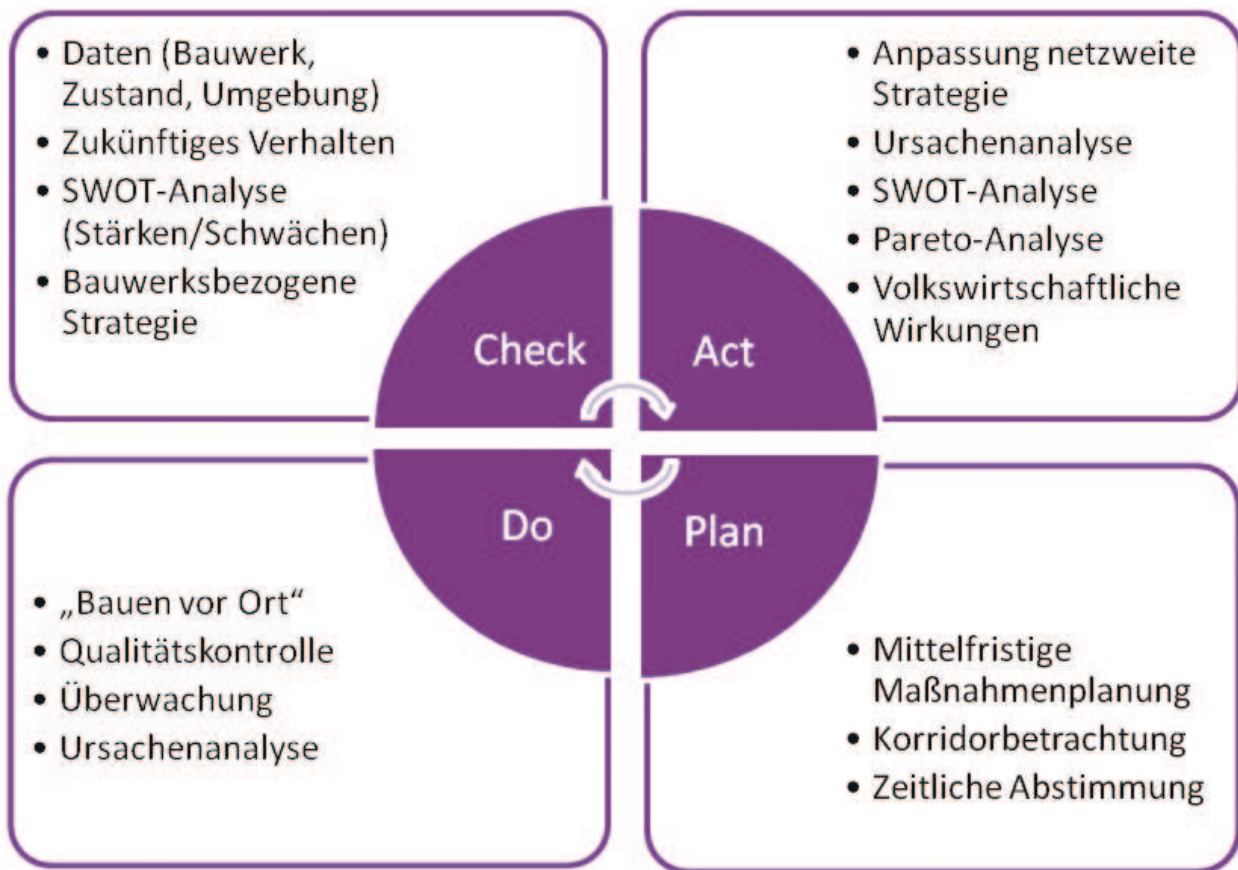 • Daten (Bauwerk,
Zustand, Umgebung)
• Zukünftiges Verhalten
• SWOT-Analyse
(Stärken/Schwächen)
• Bauwerksbezogene
Strategie
Check
• Anpassung netzweite
Strategie
• Ursachenanalyse
• SWOT-Analyse
• Pareto-Analyse
• Volkswirtschaftliche
Wirkungen
Act
Do
• „Bauen vor Ort“
• Qualitätskontrolle
• Überwachung
• Ursachenanalyse
Plan
• Mittelfristige
Maßnahmenplanung
• Korridorbetrachtung
• Zeitliche Abstimmung